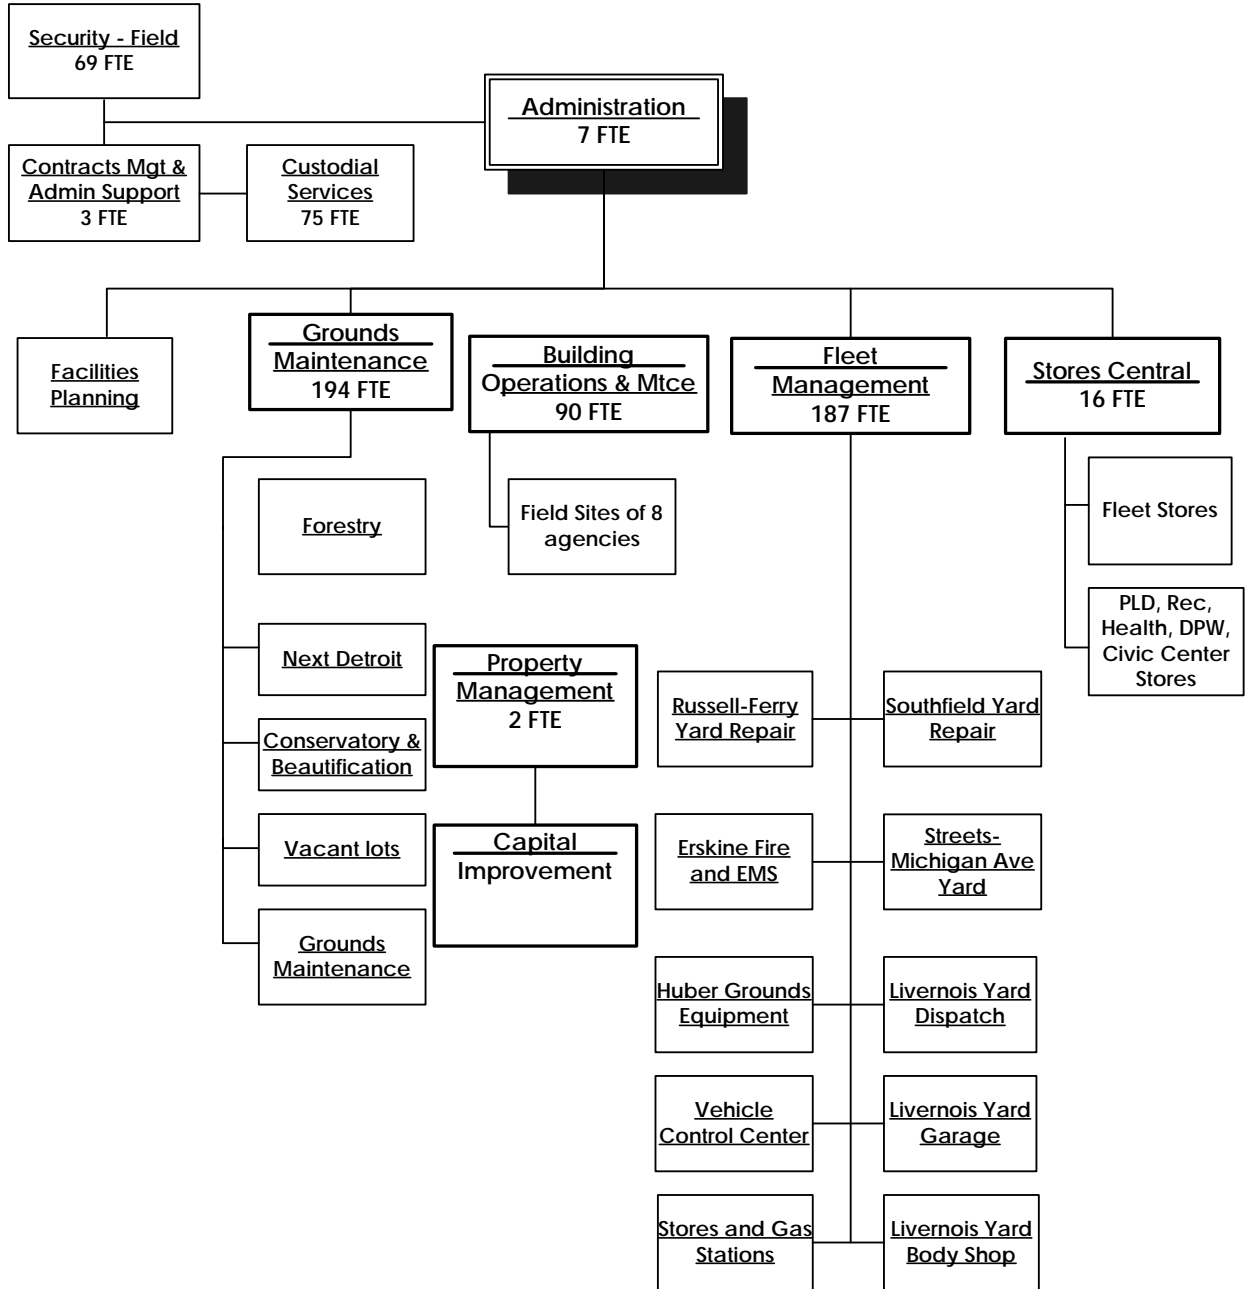 Security - Field
69 FTE
Administration
7 FTE
Contracts Mgt &
Admin Support
3 FTE
Custodial
Services
75 FTE
Facilities
Planning
Grounds
Maintenance
194 FTE
Building
Operations & Mtce
90 FTE
Fleet
Management
187 FTE
Stores Central
16 FTE
Forestry
Field Sites of 8
agencies
Fleet Stores
PLD, Rec,
Health, DPW,
Civic Center
Stores
Next Detroit
Property
Management
2 FTE
Russell-Ferry
Yard Repair
Southfield Yard
Repair
Conservatory &
Beautification
Vacant lots
Capital
Improvement
Erskine Fire
and EMS
Streets-
Michigan Ave
Yard
Grounds
Maintenance
Huber Grounds
Equipment
Livernois Yard
Dispatch
Vehicle
Control Center
Livernois Yard
Garage
Stores and Gas
Stations
Livernois Yard
Body Shop